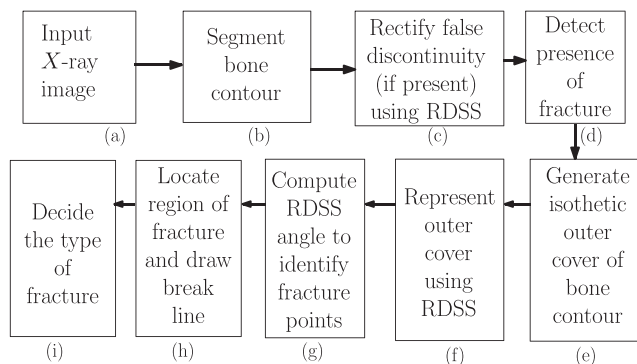 Input
X-ray
image
(a)
Segment
bone
contour
(b)
Rectify false
discontinuity
(if present)
using RDSS
(c)
Detect
presence
of
fracture
(d)
Generate
isothetic
outer
cover of
bone
contour
(e)
Represent
outer
cover
using
RDSS
(f)
Compute
RDSS
angle to
identify
fracture
points
(g)
Locate
region of
fracture
and draw
break
line
(h)
Decide
the type
of
fracture
(i)